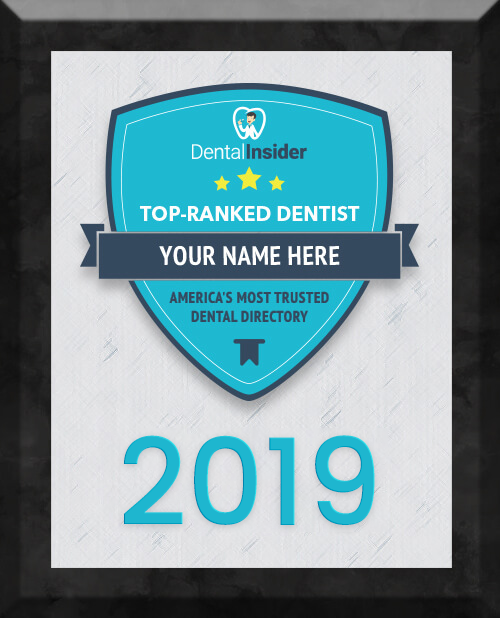 DentalInsider
TOP-RANKED DENTIST
YOUR NAME HERE
AMERICA'S MOST TRUSTED
DENTAL DIRECTORY
2019